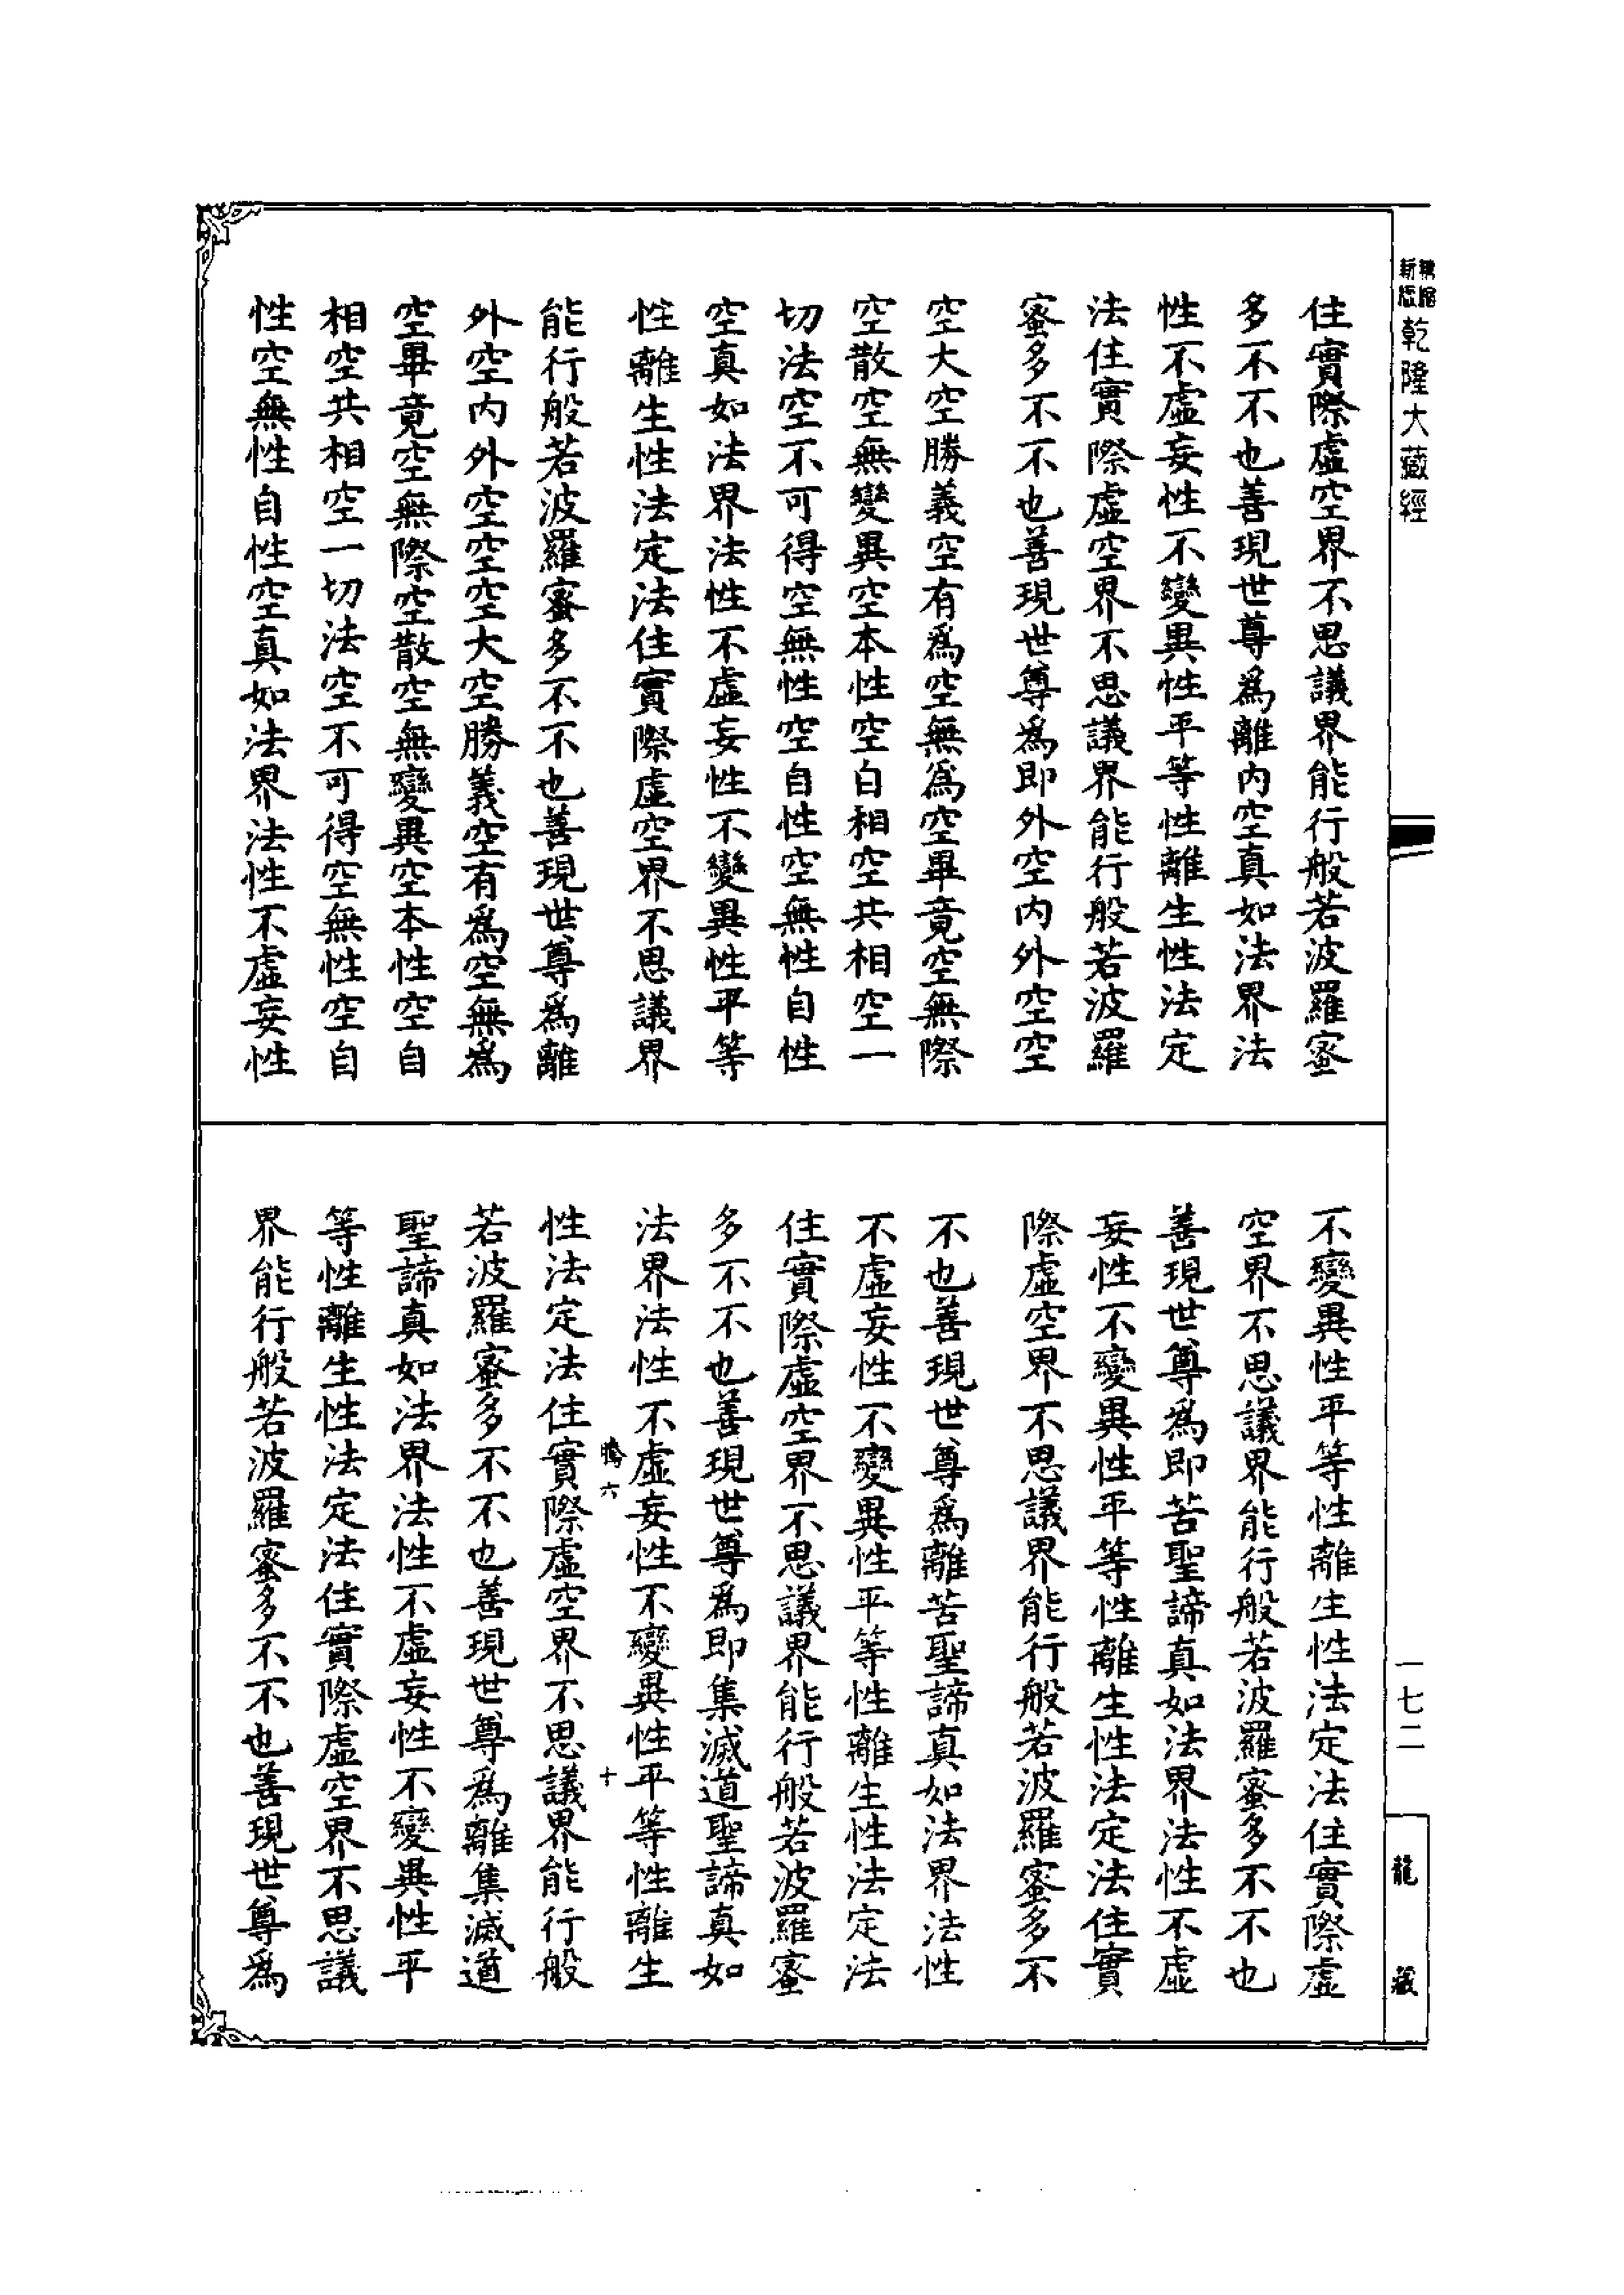 乾隆大藏經
住實際虛空界不思議界能行般若波羅蜜
多不不也善現世尊爲離内空真如法界法
性不虛妄性不變異性平等性離生性法定
法住實際虛空界不思議界能行般若波羅
蜜多不不也善現世尊爲即外空内外空空
空大空勝義空有爲空無爲空畢竟空無際
空散空無變異空本性空自相空共相空一
切法空不可得空無性空自性空無性自性
空真如法界法性不虛妄性不變異性平等
性離生性法定法住實際虛空界不思議界
能行般若波羅蜜多不不也善現世尊爲離
外空内外空空空大空勝義空有爲空無爲
空畢竟空無際空散空無變異空本性空自
相空共相空一切法空不可得空無性空自
性空無性自性空真如法界法性不虛妄性
不變異性平等性離生性法定法住實際虛
空界不思議界能行般若波羅蜜多不不也
善現世尊爲即苦聖諦真如法界法性不虛
妄性不變異性平等性離生性法定法住實
際虛空界不思議界能行般若波羅蜜多不
不也善現世尊爲離苦聖諦真如法界法性
不虛妄性不變異性平等性離生性法定法
住實際虛空界不思議界能行般若波羅蜜
多不不也善現世尊爲即集滅道聖諦真如
法界法性不虛妄性不變異性平等性離生
六 十
性法定法住實際虛空界不思議界能行般
若波羅蜜多不不也善現世尊爲離集滅道
聖諦真如法界法性不虛妄性不變異性平
等性離生性法定法住實際虛空界不思議
界能行般若波羅蜜多不不也善現世尊爲
一七二
龍藏